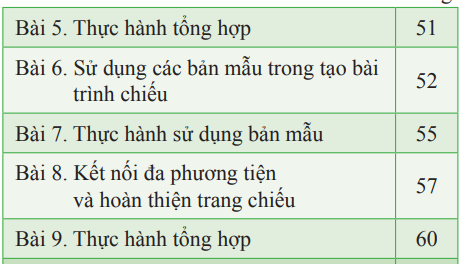 Bài 5. Thực hành tổng hợp 51
Bài 6. Sử dụng các bản mẫu trong tạo bài
trình chiếu 52
Bài 7. Thực hành sử dụng bản mẫu 55
Bài 8. Kết nối đa phương tiện
và hoàn thiện trang chiếu 57
Bài 9. Thực hành tổng hợp 60